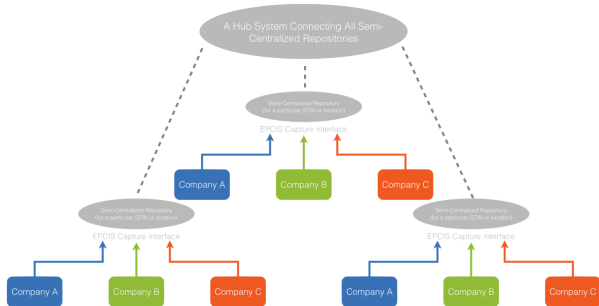 A Hub System Connecting All Semi-
Centralized Repositories
Semi-Centralized Repository
(for a particular GTIN or location)
EPCIS Capture Interface
Company A
Company B
Company C
Semi-Centralized Repository
(for a particular GTIN or location)
EPCIS Capture Interface
Company A
Company B
Company C
Semi-Centralized Repository
(for a particular GTIN or location)
EPCIS Capture Interface
Company A
Company B
Company C